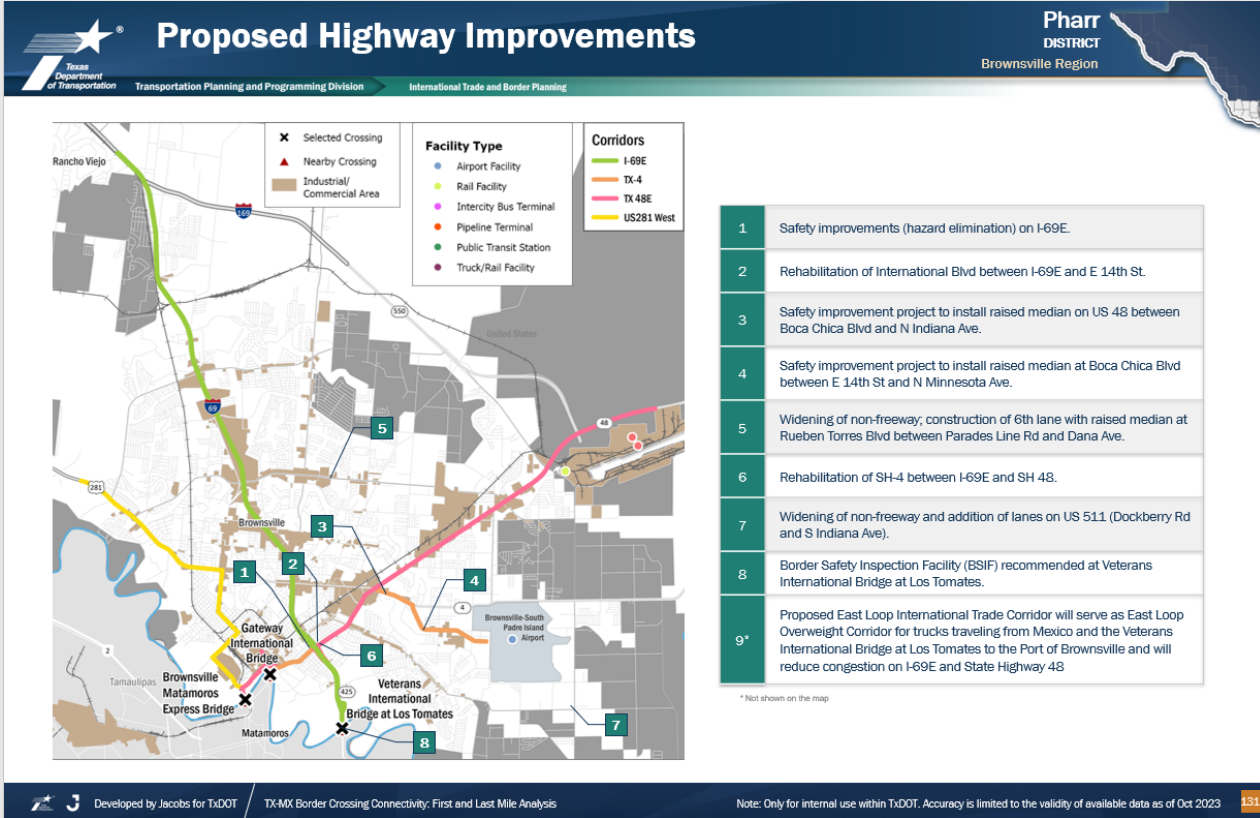 Proposed Highway Improvements
Pharr
DISTRICT
Brownsville Region
®
Texas
Department
of Transportation
Transportation Planning and Programming Division
International Trade and Border Planning
Selected Crossing
Nearby Crossing
Industrial/
Commercial Area
Facility Type
Airport Facility
Rail Facility
Intercity Bus Terminal
Pipeline Terminal
Public Transit Station
Truck/Rail Facility
Corridors
I-69E
TX-4
TX 48E
US281 West
Rancho Viejo
169
550
United States
69
5
48
281
Brownsville
3
2
1
4
4
Brownsville-South
Padre Island
Airport
Gateway
International
Bridge
6
2
Tamaulipas
Brownsville
Matamoros
Express Bridge
425
Veterans
International
Bridge at Los Tomates
Matamoros
7
8
1 Safety improvements (hazard elimination) on I-69E.
2 Rehabilitation of International Blvd between I-69E and E 14th St.
3 Safety improvement project to install raised median on US 48 between
Boca Chica Blvd and N Indiana Ave.
4 Safety improvement project to install raised median at Boca Chica Blvd
between E 14th St and N Minnesota Ave.
5 Widening of non-freeway; construction of 6th lane with raised median at
Rueben Torres Blvd between Parades Line Rd and Dana Ave.
6 Rehabilitation of SH-4 between I-69E and SH 48.
7 Widening of non-freeway and addition of lanes on US 511 (Dockberry Rd
and S Indiana Ave).
8 Border Safety Inspection Facility (BSIF) recommended at Veterans
International Bridge at Los Tomates.
9* Proposed East Loop International Trade Corridor will serve as East Loop
Overweight Corridor for trucks traveling from Mexico and the Veterans
International Bridge at Los Tomates to the Port of Brownsville and will
reduce congestion on I-69E and State Highway 48
* Not shown on the map
J Developed by Jacobs for TxDOT
TX-MX Border Crossing Connectivity: First and Last Mile Analysis
Note: Only for internal use within TxDOT. Accuracy is limited to the validity of available data as of Oct 2023
131